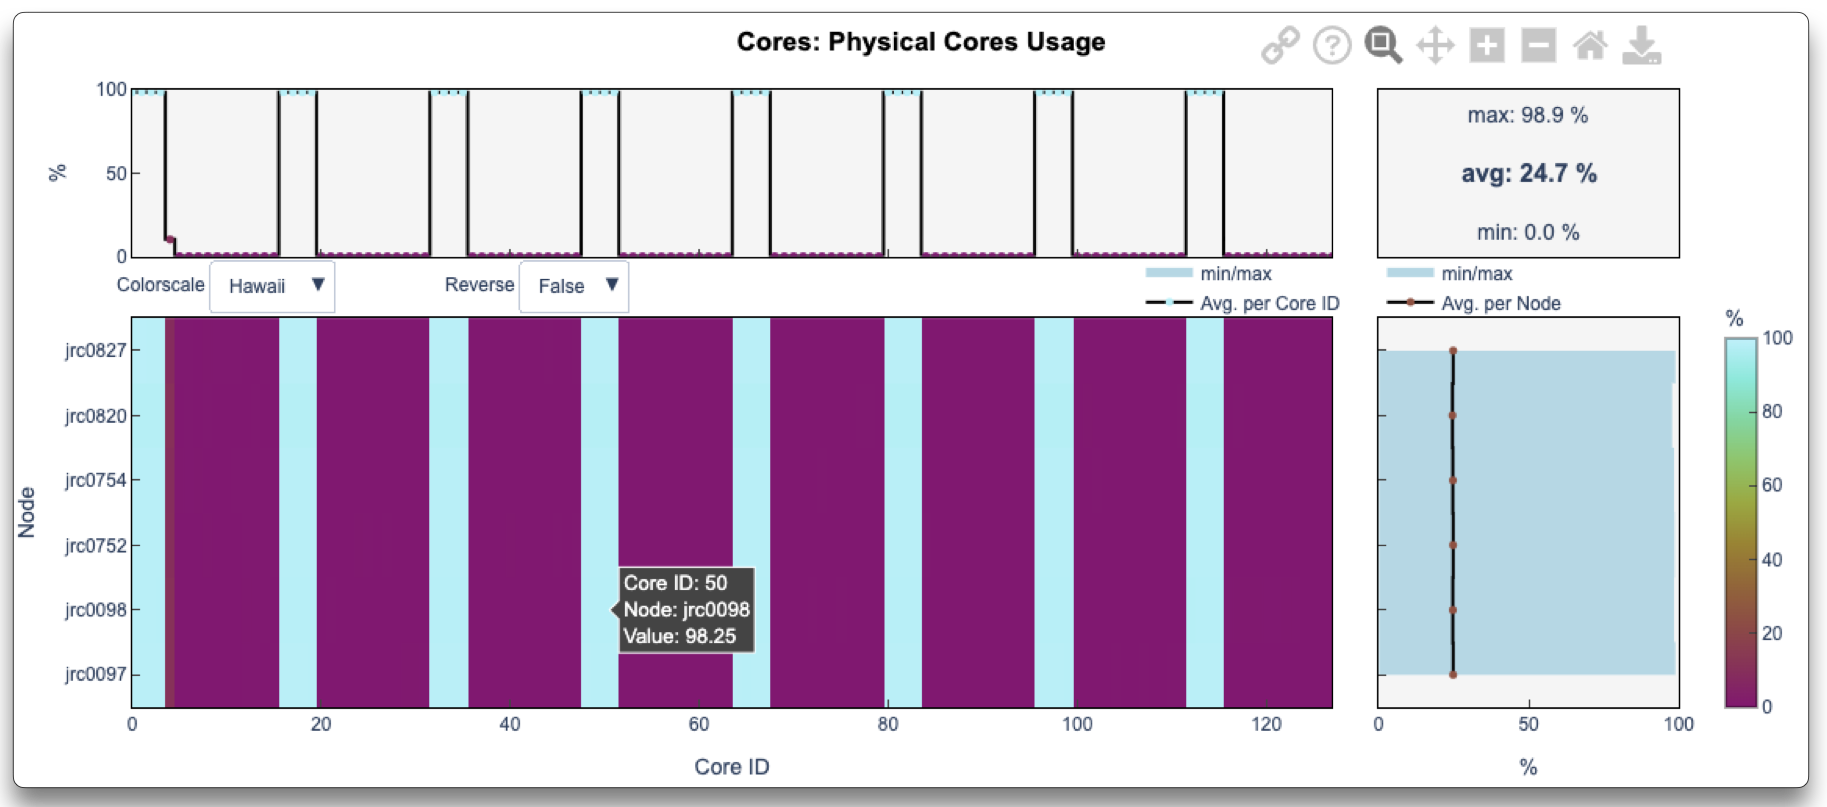 Cores: Physical Cores Usage
100
50
0
%
max: 98.9 %
avg: 24.7 %
min: 0.0 %
Colorscale
Hawaii ▼
Reverse
False ▼
min/max
Avg. per Core ID
min/max
Avg. per Node
jrc0827
jrc0820
jrc0754
jrc0752
jrc0098
jrc0097
Node
Core ID: 50
Node: jrc0098
Value: 98.25
0 20 40 60 80 100 120
Core ID
0 50 100
%
%
100
80
60
40
20
0